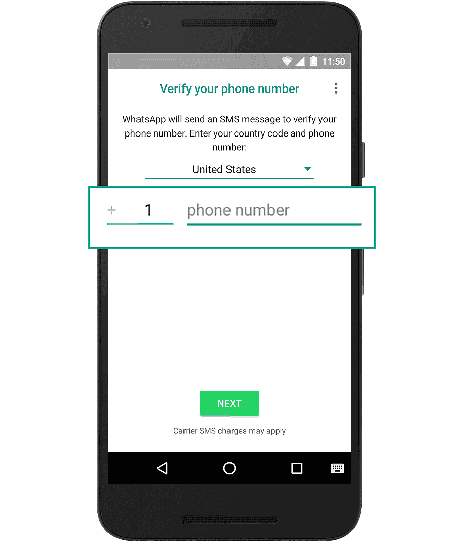 11:50
Verify your phone number
WhatsApp will send an SMS message to verify your
phone number. Enter your country code and phone
number:
United States
+ 1 phone number
NEXT
Carrier SMS charges may apply